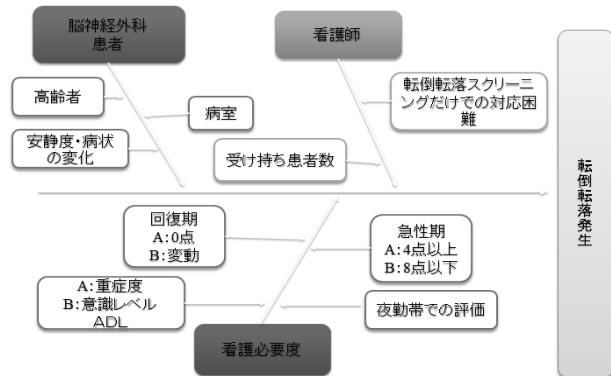 脳神経外科
患者
看護師
高齢者
病室
安静度・病状
の変化
転倒転落スクリーニ
ングだけでの対応困
難
受け持ち患者数
転倒転落発生
回復期
A:0点
B:変動
急性期
A:4点以上
B:8点以下
A:重症度
B:意識レベル
ADL
夜勤帯での評価
看護必要度